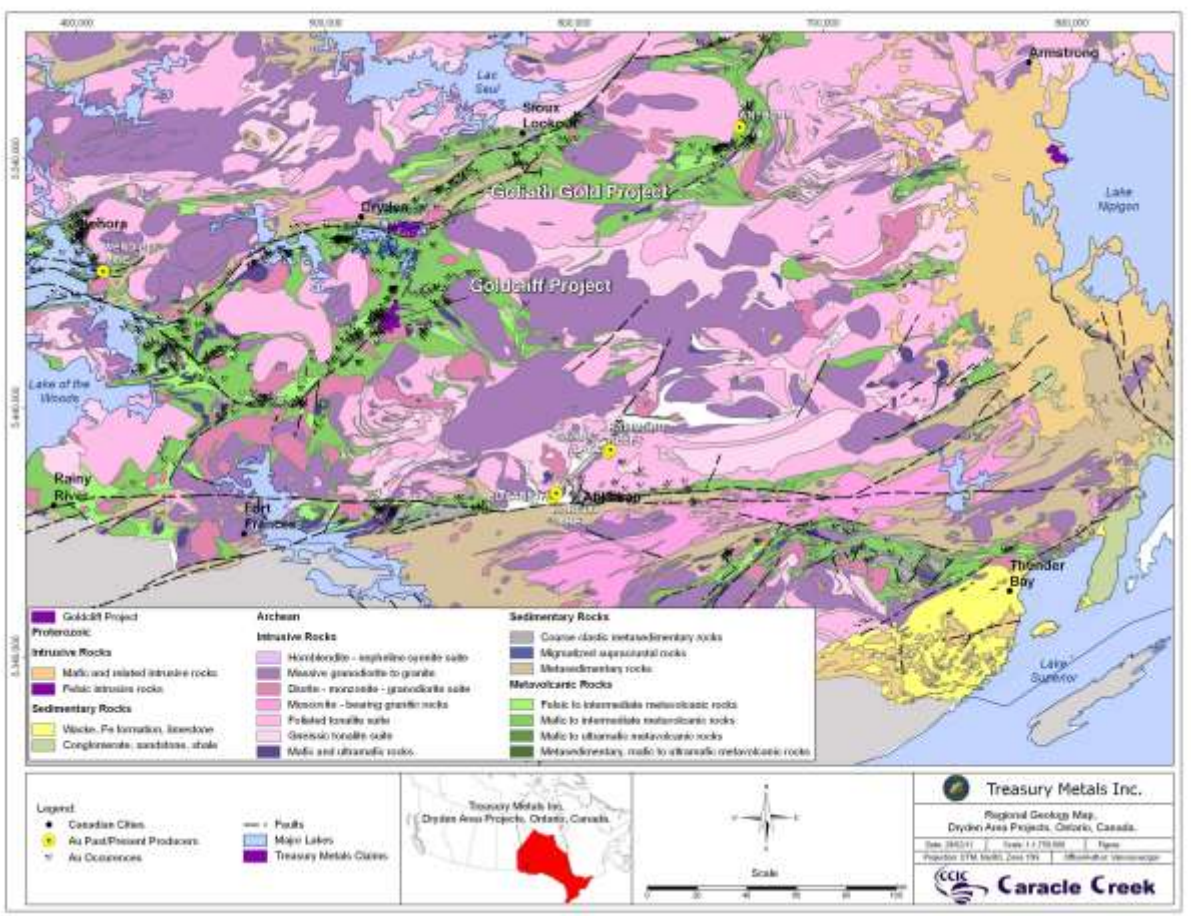 400,000 500,000 600,000 700,000 800,000
Armstrong
Lac
Seul
Sioux
Lookout
Goliath Gold Project
Dryden
Lake
Nipigon
Goldcliff Project
Lake of the
Woods
Rainy
River
Fort
Frances
Thunder
Bay
Lake
Superior
Goldcliff Project
Proterozoic
Intrusive Rocks
Mafic and related intrusive rocks
Felsic intrusive rocks
Sedimentary Rocks
Wacke, Fe formation, limestone
Conglomerate, sandstone, shale
Archean
Intrusive Rocks
Hornblendite - nepheline syenite suite
Massive granodiorite to granite
Diorite - monzonite - granodiorite suite
Muscovite - bearing granitic rocks
Foliated tonalite suite
Gneissic tonalite suite
Mafic and ultramafic rocks
Sedimentary Rocks
Coarse clastic metasedimentary rocks
Migmatized supracrustal rocks
Metasedimentary rocks
Metavolcanic Rocks
Felsic to intermediate metavolcanic rocks
Mafic to intermediate metavolcanic rocks
Mafic to ultramafic metavolcanic rocks
Metasedimentary, mafic to ultramafic metavolcanic rocks
Legend:
Canadian Cities
Au Past/Present Producers
Au Occurences
Faults
Major Lakes
Treasury Metals Claims
Treasury Metals Inc.
Dryden Area Projects, Ontario, Canada.
Scale
Treasury Metals Inc.
Regional Geology Map,
Dryden Area Projects, Ontario, Canada.
CCIC
Caracle Creek